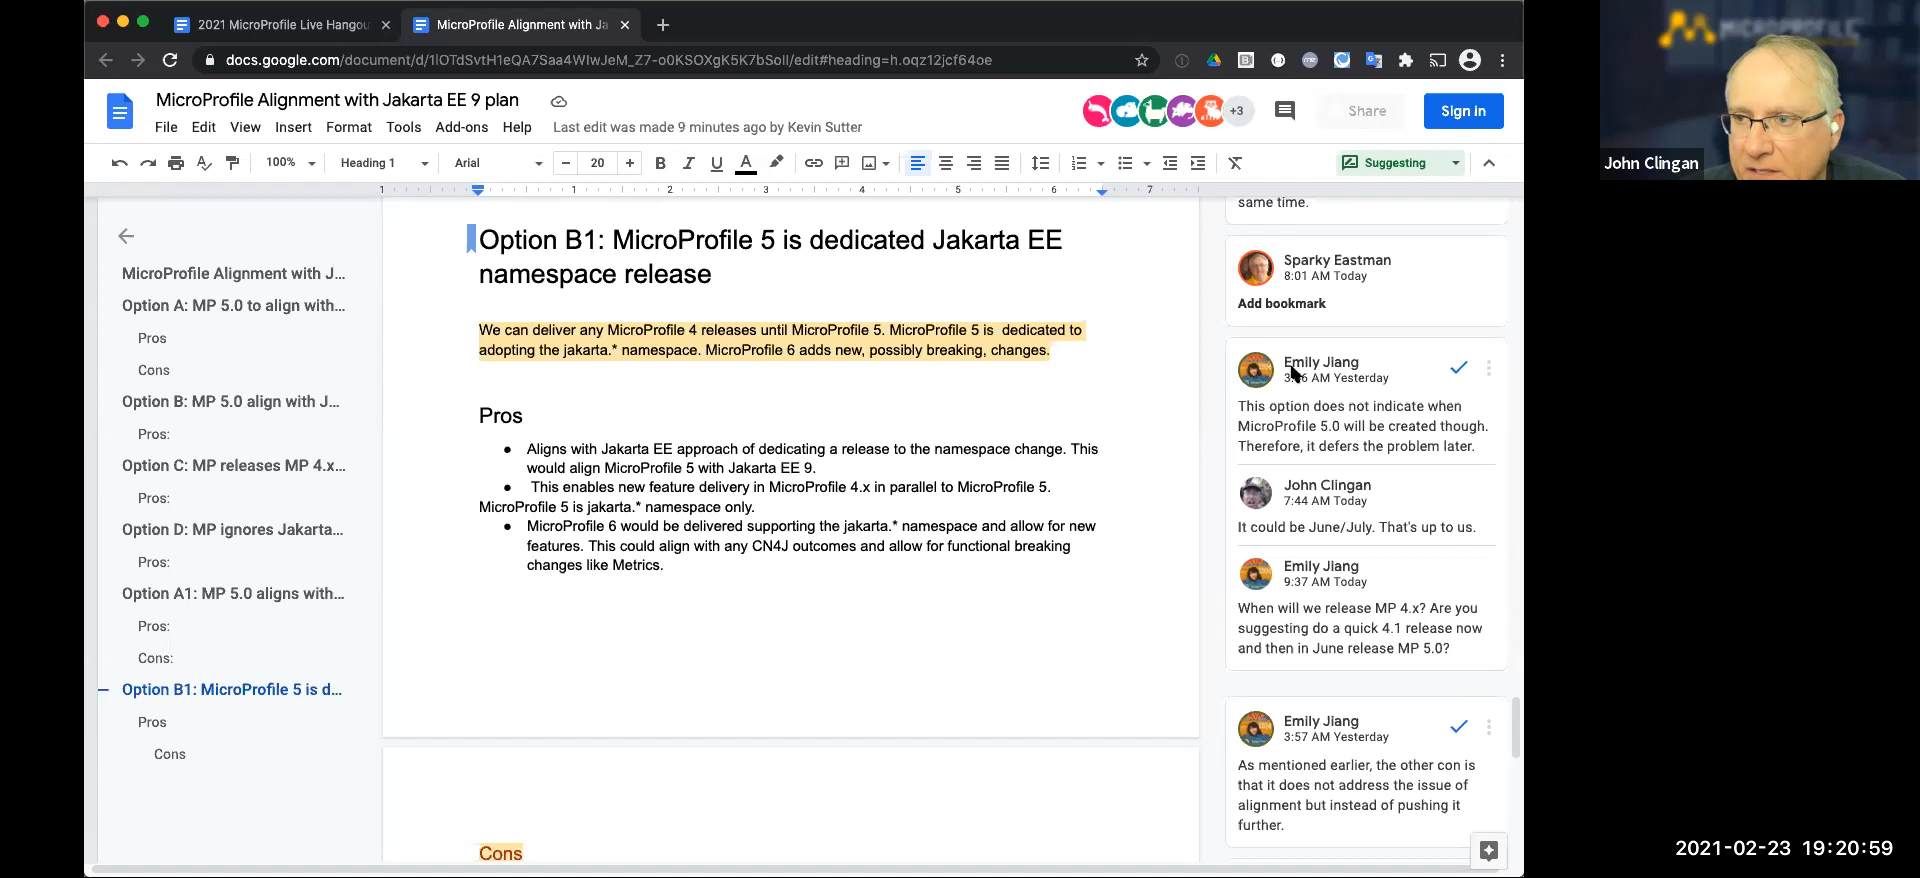 2021 MicroProfile Live Hangou
MicroProfile Alignment with Ja
docs.google.com/document/d/1lOTdSvtH1eQA7Saa4WIwJeM_Z7-o0KSOXgK5K7bSoII/edit#heading=h.oqz12jcf64oe
MICROPROFILE
John Clingan
MicroProfile Alignment with Jakarta EE 9 plan
+3
Share
Sign in
File Edit View Insert Format Tools Add-ons Help Last edit was made 9 minutes ago by Kevin Sutter
100% Heading 1 Arial 20 B I U A Suggesting
1 1 2 3 4 5 6 7
MicroProfile Alignment with J...
Option A: MP 5.0 to align with...
Pros
Cons
Option B: MP 5.0 align with J...
Pros:
Option C: MP releases MP 4.x...
Pros:
Option D: MP ignores Jakarta...
Pros:
Option A1: MP 5.0 aligns with...
Pros:
Cons:
Option B1: MicroProfile 5 is d...
Pros
Cons
Option B1: MicroProfile 5 is dedicated Jakarta EE
namespace release
We can deliver any MicroProfile 4 releases until MicroProfile 5. MicroProfile 5 is dedicated to
adopting the jakarta.* namespace. MicroProfile 6 adds new, possibly breaking, changes.
Pros
● Aligns with Jakarta EE approach of dedicating a release to the namespace change. This
would align MicroProfile 5 with Jakarta EE 9.
● This enables new feature delivery in MicroProfile 4.x in parallel to MicroProfile 5.
MicroProfile 5 is jakarta.* namespace only.
● MicroProfile 6 would be delivered supporting the jakarta.* namespace and allow for new
features. This could align with any CN4J outcomes and allow for functional breaking
changes like Metrics.
Cons
same time.
Sparky Eastman
8:01 AM Today
Add bookmark
Emily Jiang
AM Yesterday
This option does not indicate when
MicroProfile 5.0 will be created though.
Therefore, it defers the problem later.
John Clingan
7:44 AM Today
It could be June/July. That's up to us.
Emily Jiang
9:37 AM Today
When will we release MP 4.x? Are you
suggesting do a quick 4.1 release now
and then in June release MP 5.0?
Emily Jiang
3:57 AM Yesterday
As mentioned earlier, the other con is
that it does not address the issue of
alignment but instead of pushing it
further.
2021-02-23 19:20:59